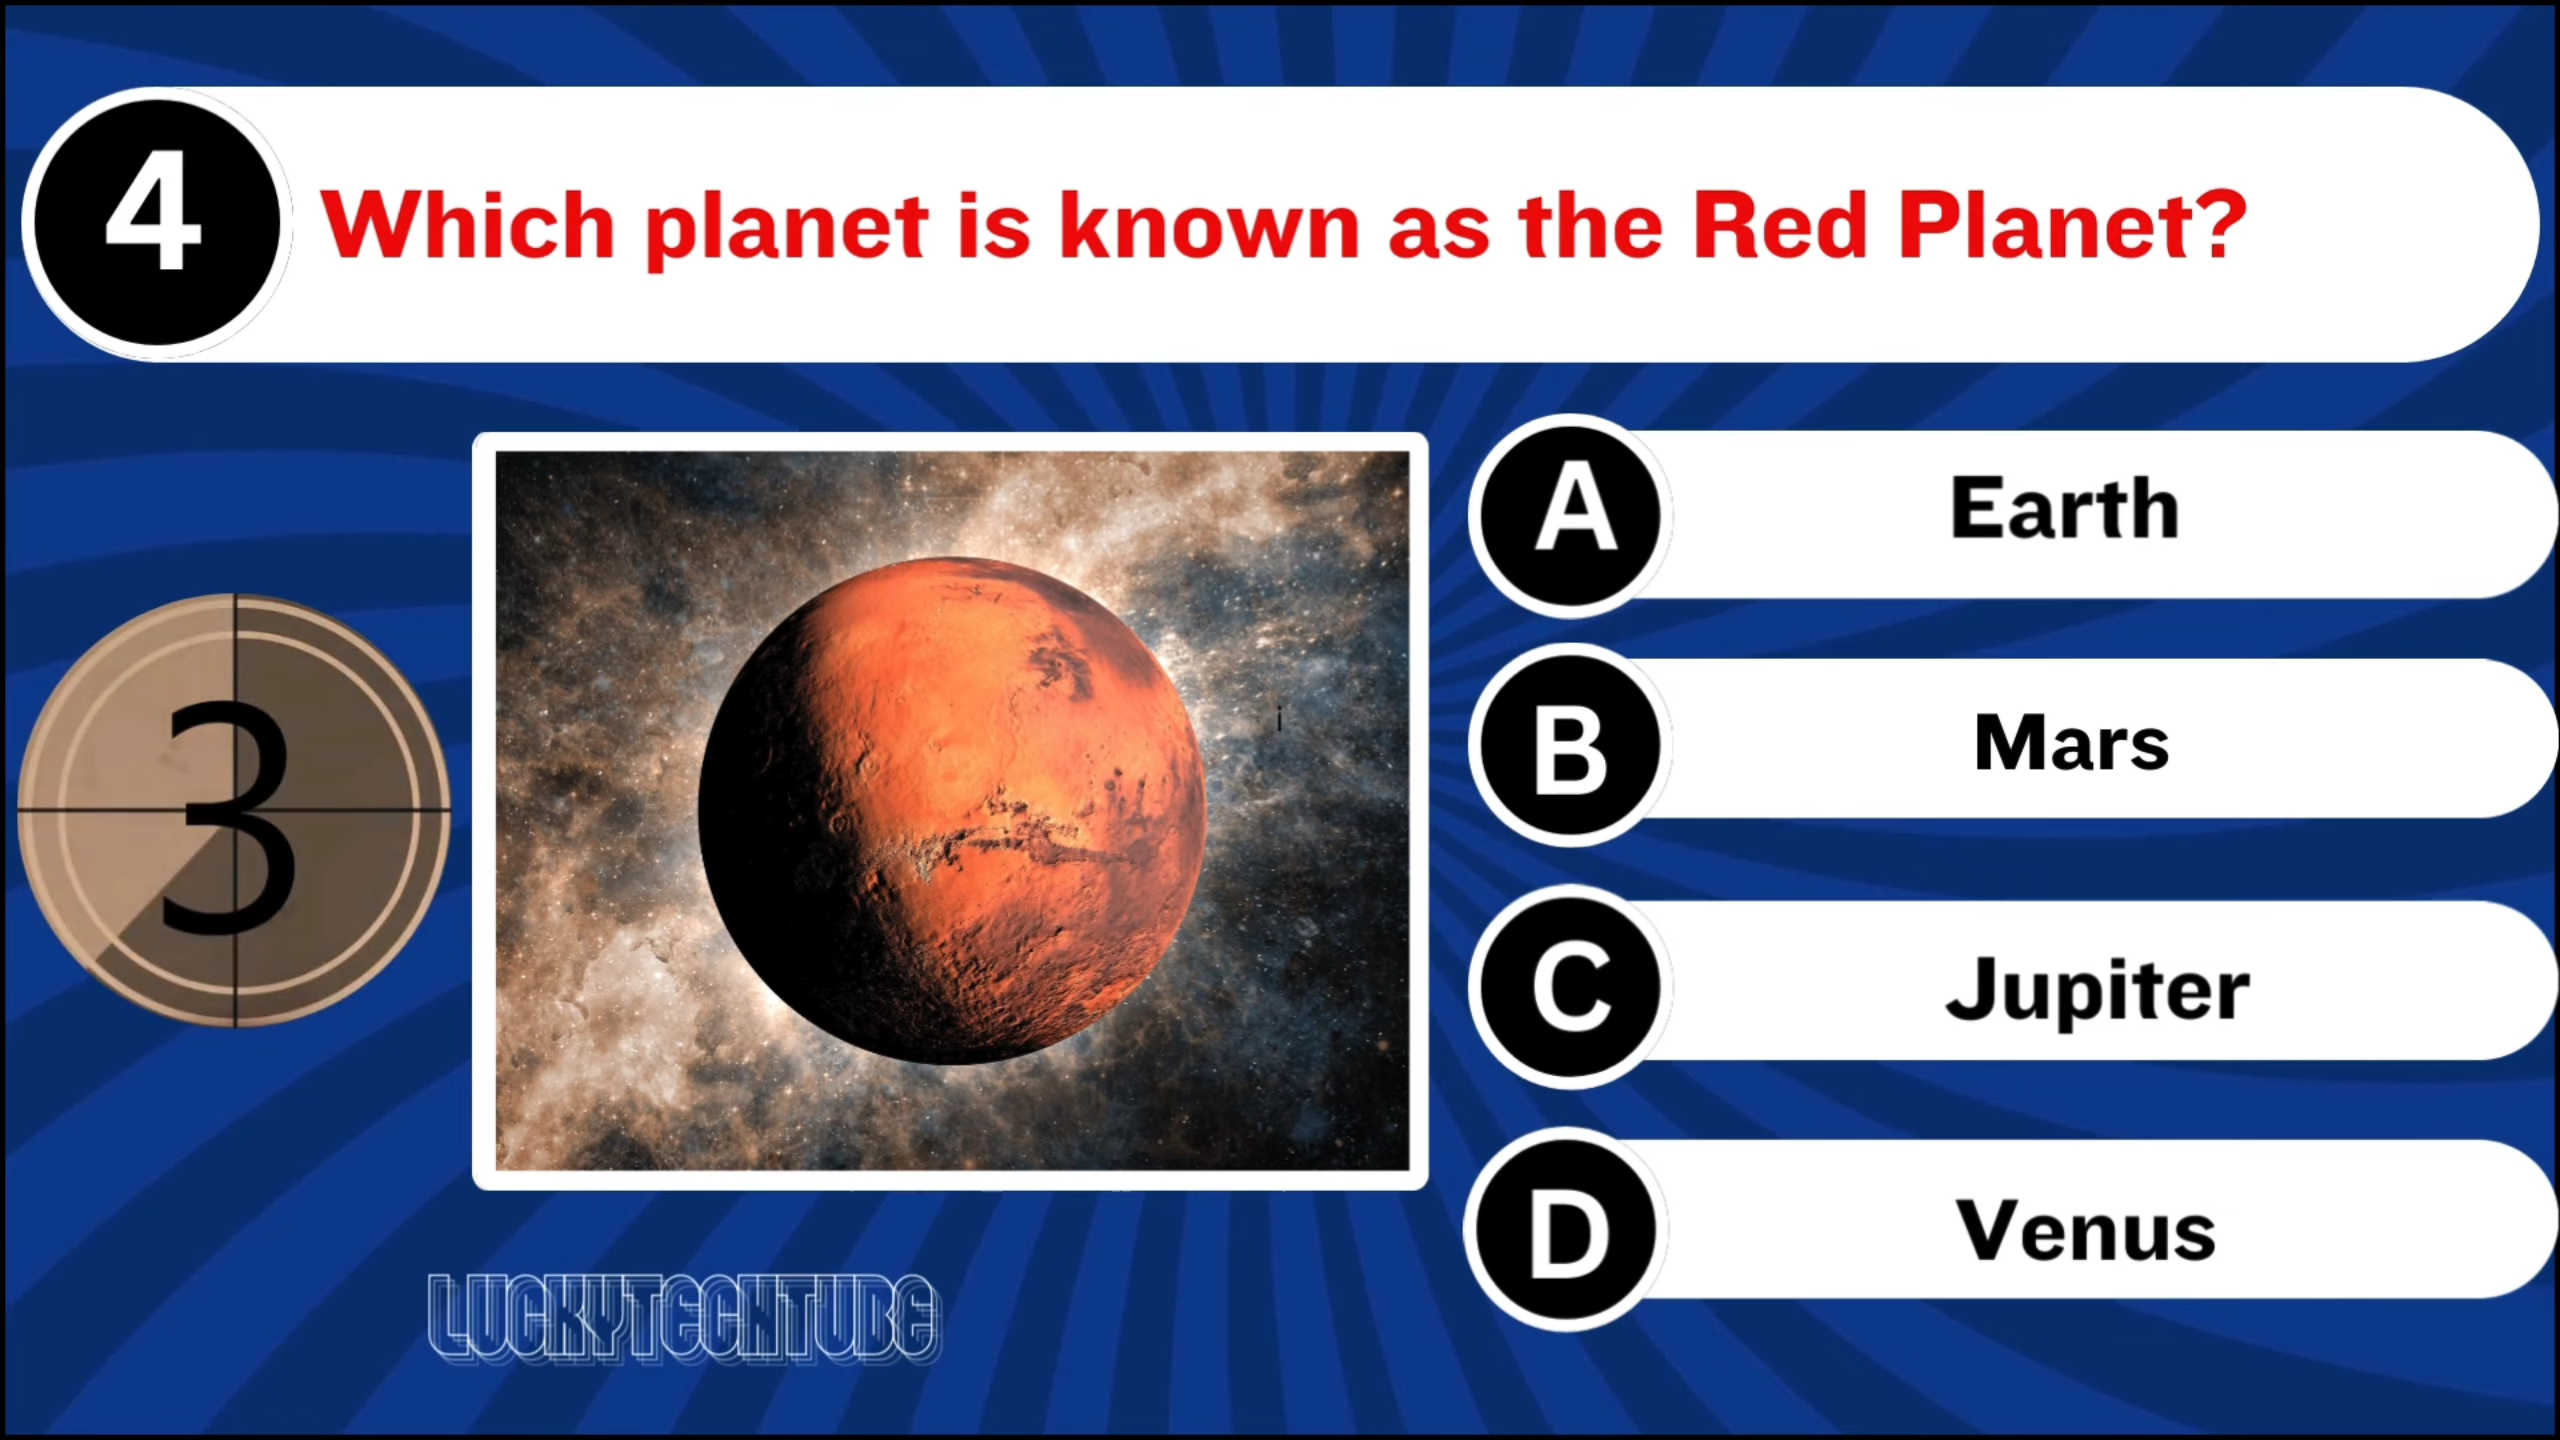 4
Which planet is known as the Red Planet?
A
Earth
3
i
B
Mars
C
Jupiter
D
Venus
LUCKYTECHTUBE